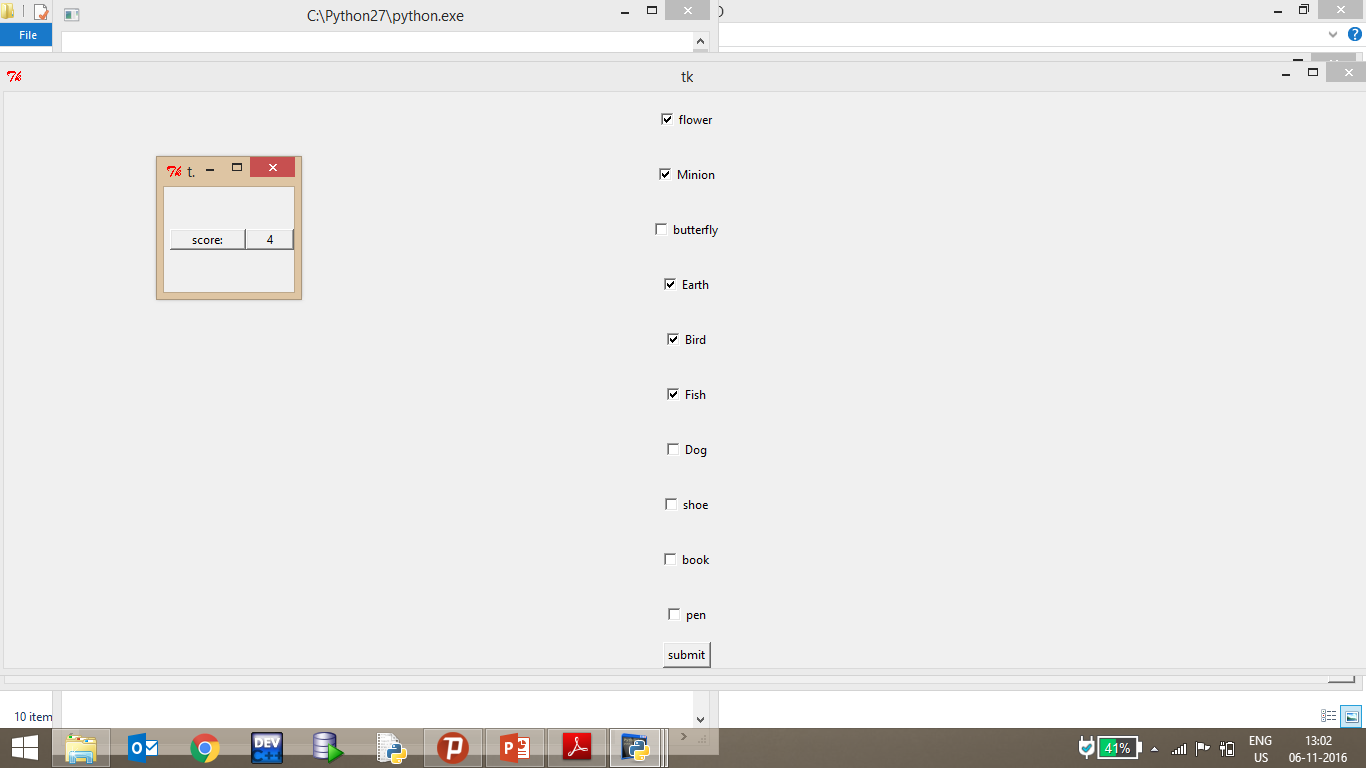 C:\Python27\python.exe
File
tk
flower
t.
Minion
butterfly
score: 4
Earth
Bird
Fish
Dog
shoe
book
pen
submit
10 item
DEV C++
41%
ENG
US
13:02
06-11-2016